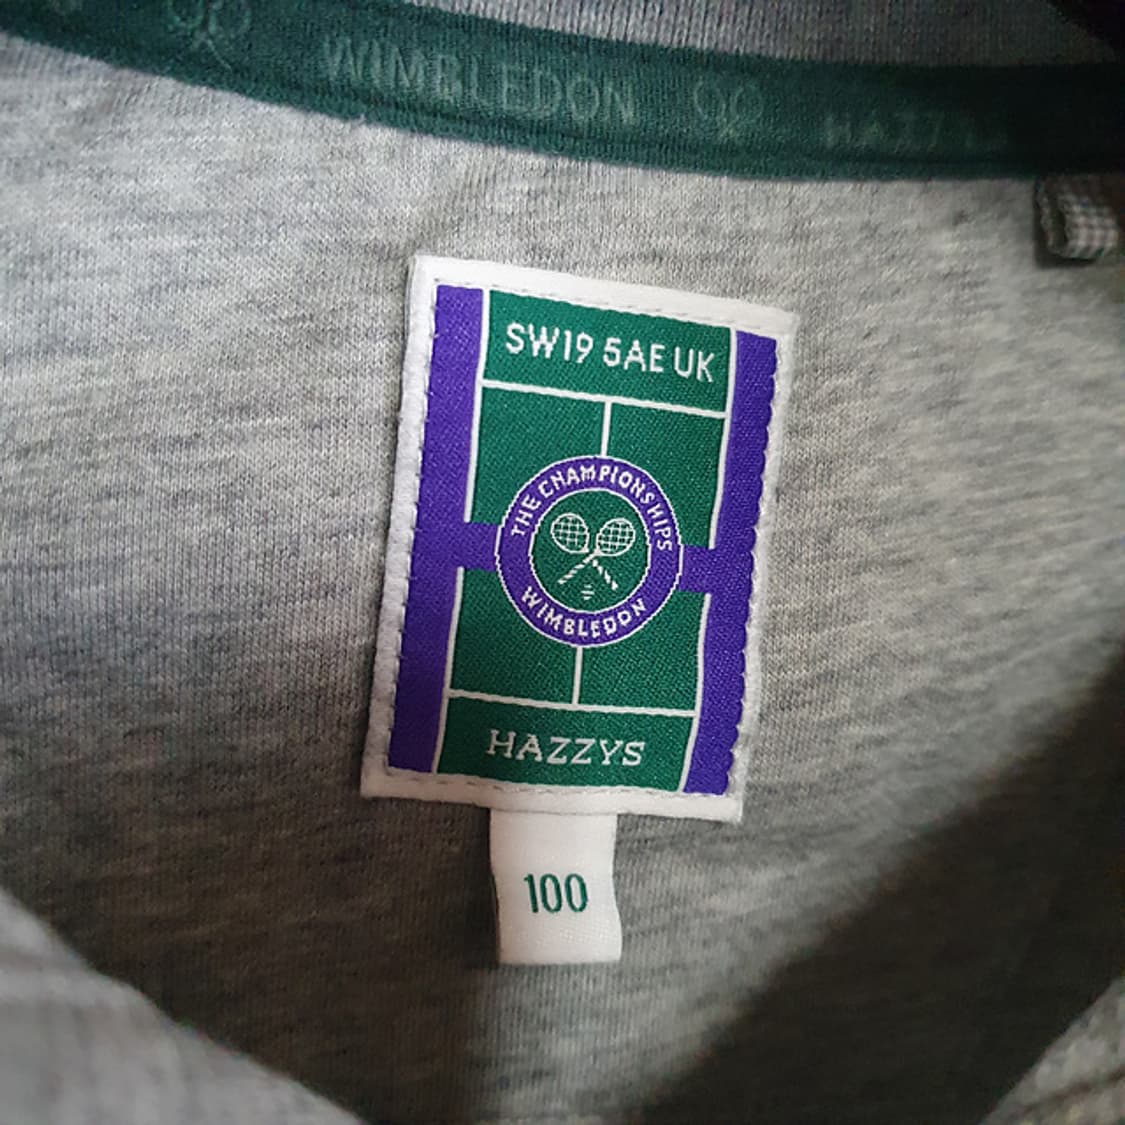 WIMBLEDON
SW19 5AE UK
THE CHAMPIONSHIPS
WIMBLEDON
HAZZYS
100